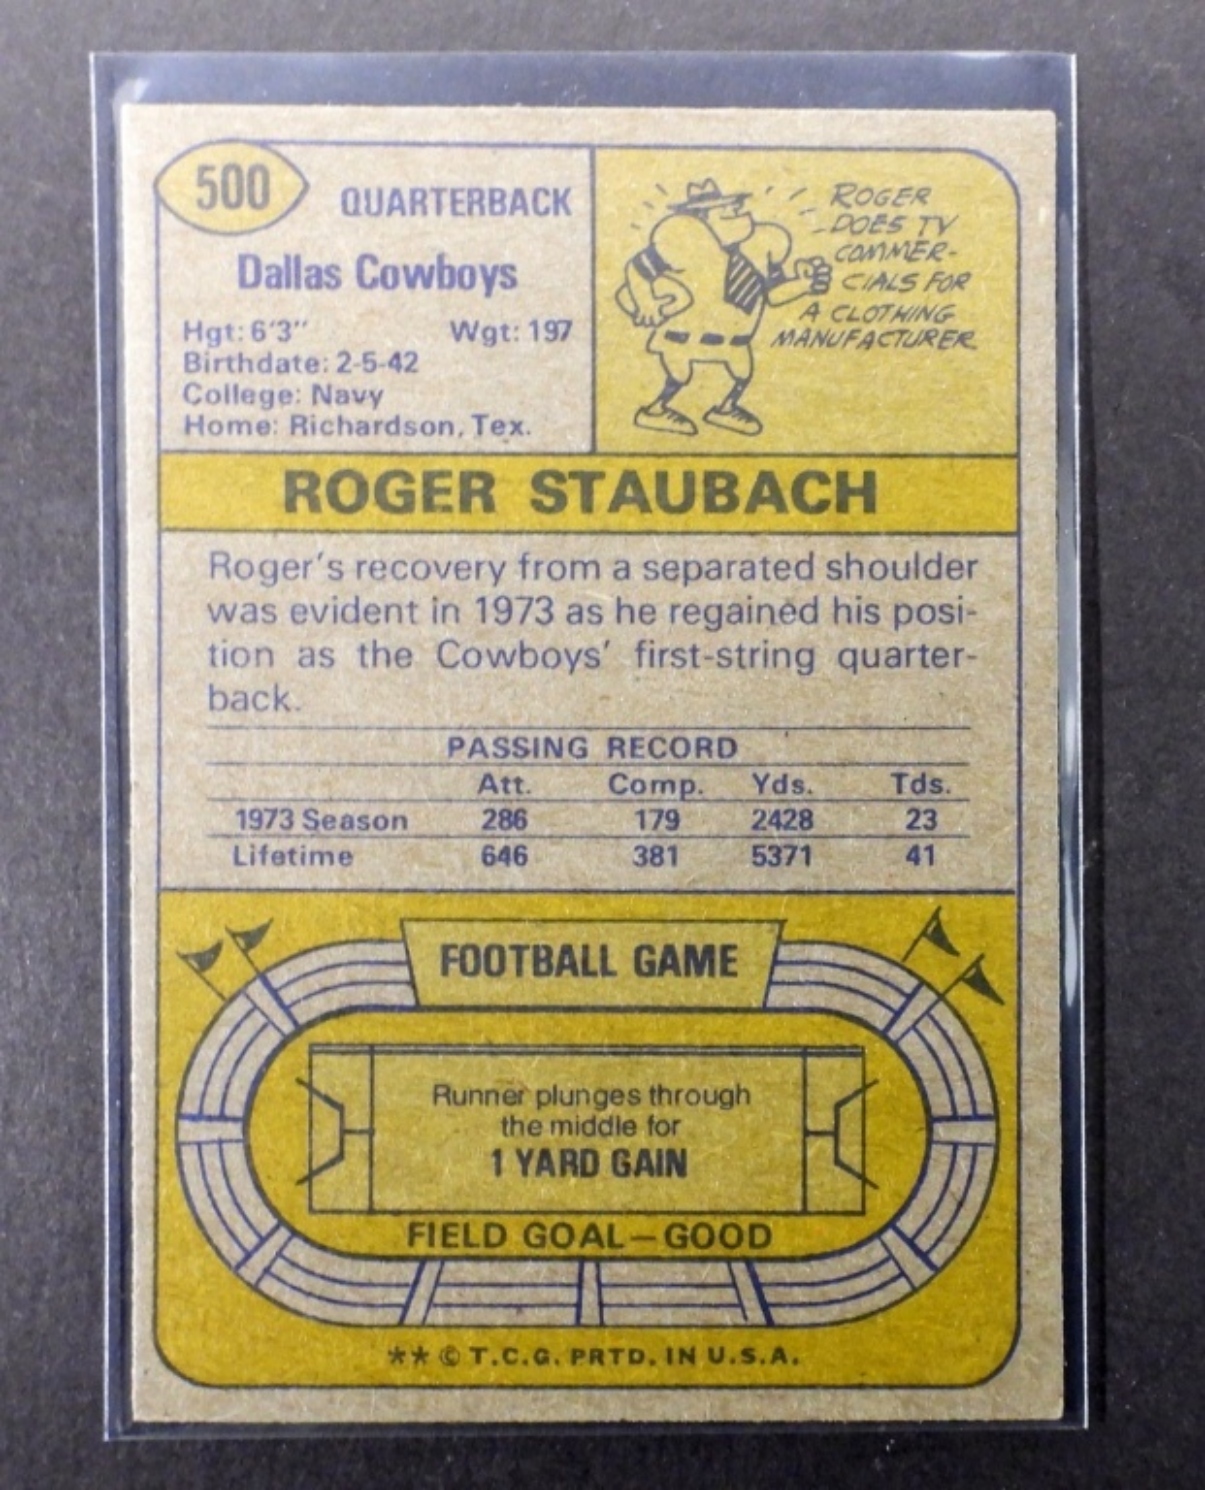 500
QUARTERBACK
Dallas Cowboys
Hgt: 6'3" Wgt: 197
Birthdate: 2-5-42
College: Navy
Home: Richardson, Tex.
ROGER
DOES TV
COMMER-
CIALS FOR
A CLOTHING
MANUFACTURER.
ROGER STAUBACH
Roger's recovery from a separated shoulder
was evident in 1973 as he regained his posi-
tion as the Cowboys' first-string quarter-
back.
PASSING RECORD
Att. Comp. Yds. Tds.
1973 Season 286 179 2428 23
Lifetime 646 381 5371 41
FOOTBALL GAME
Runner plunges through
the middle for
1 YARD GAIN
FIELD GOAL—GOOD
** © T.C.G. PRTD. IN U.S.A.